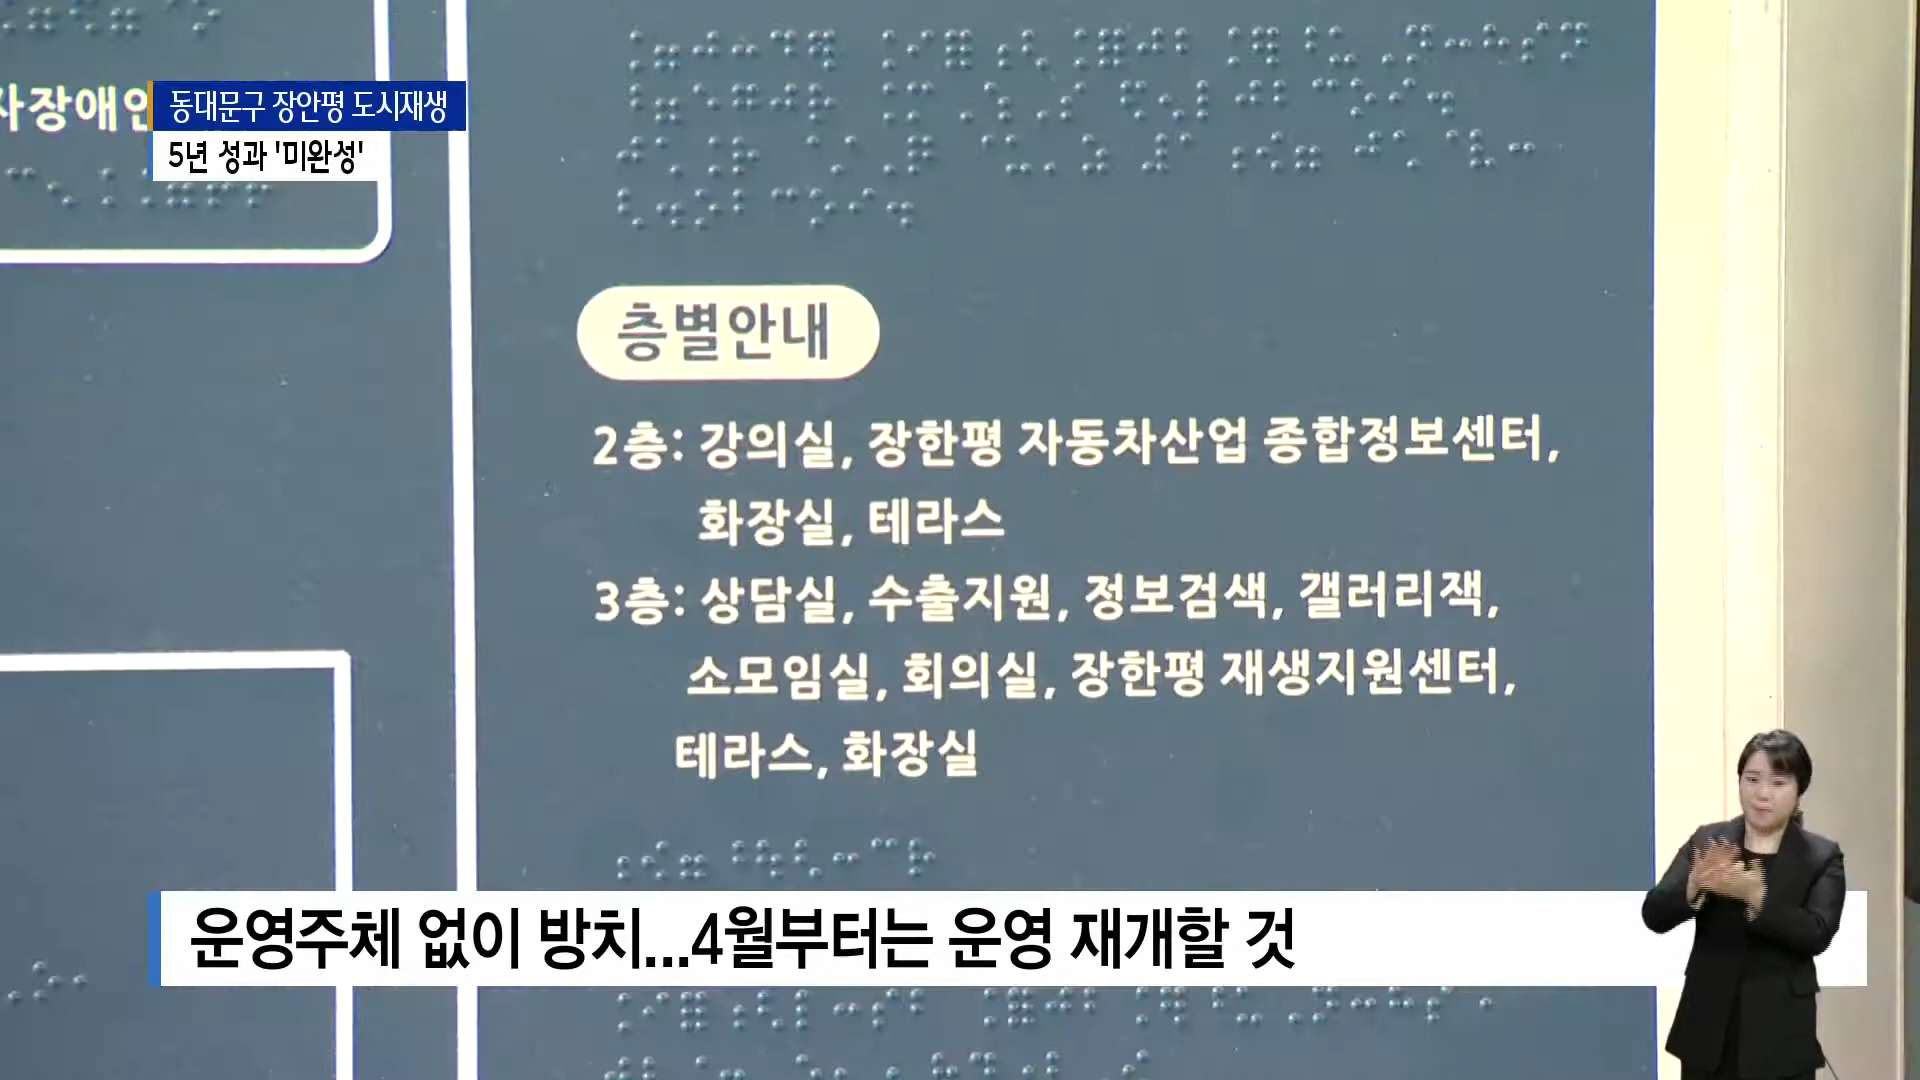 동대문구 장안평 도시재생
5년 성과 '미완성'
사장애인
층별안내
2층: 강의실, 장한평 자동차산업 종합정보센터,
화장실, 테라스
3층: 상담실, 수출지원, 정보검색, 갤러리잭,
소모임실, 회의실, 장한평 재생지원센터,
테라스, 화장실
운영주체 없이 방치...4월부터는 운영 재개할 것